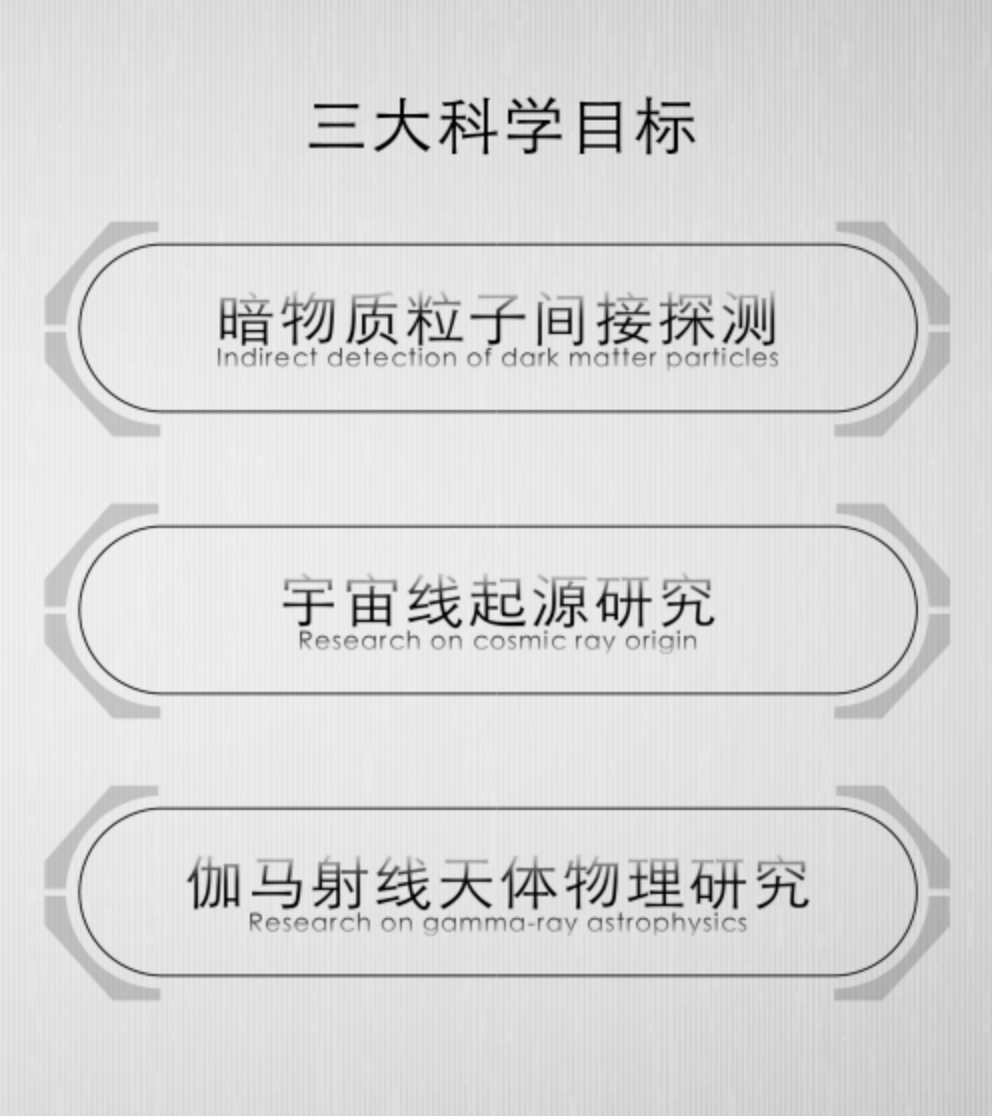 三大科学目标
暗物质粒子间接探测
Indirect detection of dark matter particles
宇宙线起源研究
Research on cosmic ray origin
伽马射线天体物理研究
Research on gamma-ray astrophysics